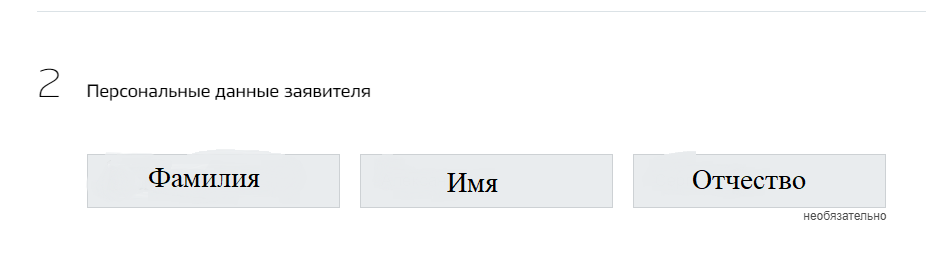 2 Персональные данные заявителя
Фамилия Имя Отчество
необязательно